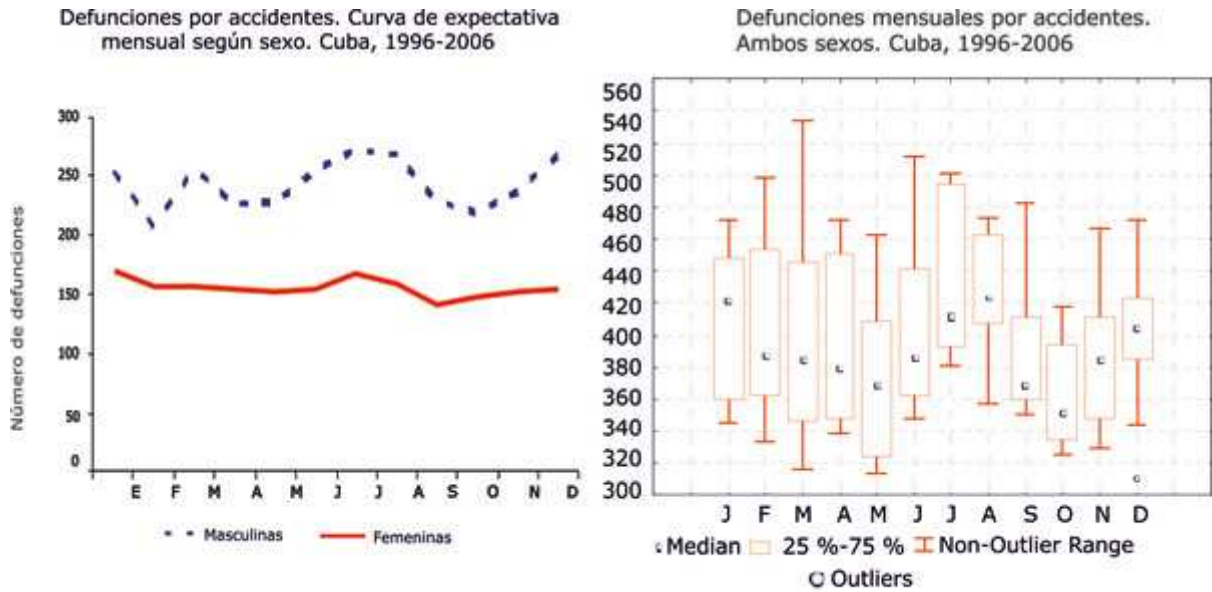 Defunciones por accidentes. Curva de expectativa
mensual según sexo. Cuba, 1996-2006
Número de defunciones
300
250
200
150
100
50
0
E F M A M J J A S O N D
Masculinas Femeninas
Defunciones mensuales por accidentes.
Ambos sexos. Cuba, 1996-2006
560
540
520
500
480
460
440
420
400
380
360
340
320
300
J F M A M J J A S O N D
Median 25 %-75 % Non-Outlier Range
Outliers